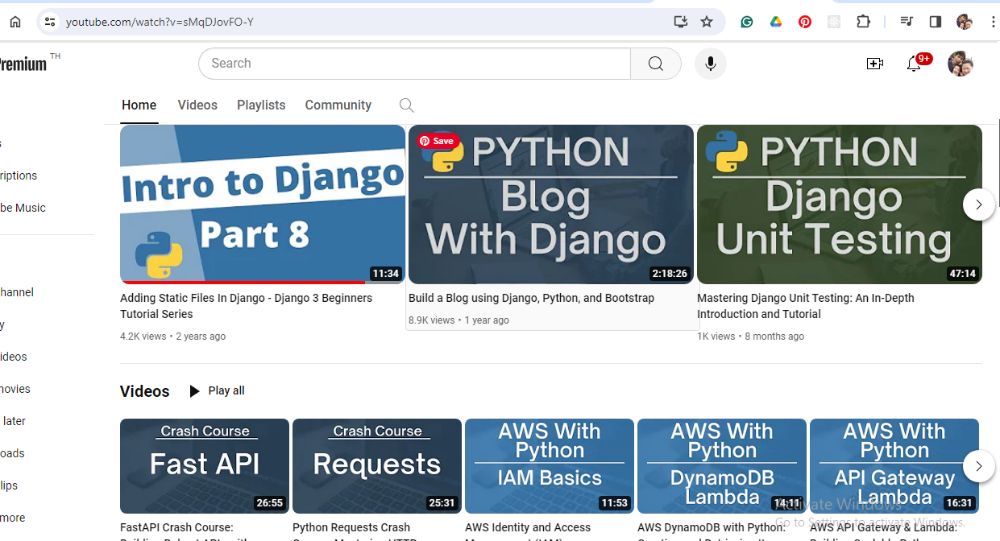 youtube.com/watch?v=sMqDJovFO-Y
Premium TH
Search
9+
Home Videos Playlists Community
Intro to Django
Part 8
11:34
Save
PYTHON
Blog
With Django
2:18:26
PYTHON
Django
Unit Testing
47:14
Adding Static Files In Django - Django 3 Beginners
Tutorial Series
4.2K views • 2 years ago
Build a Blog using Django, Python, and Bootstrap
8.9K views • 1 year ago
Mastering Django Unit Testing: An In-Depth
Introduction and Tutorial
1K views • 8 months ago
riptions
be Music
hannel
y
ideos
novies
later
oads
lips
more
Videos Play all
Crash Course
Fast API
26:55
Crash Course
Requests
25:31
AWS With
Python
IAM Basics
11:53
AWS With
Python
DynamoDB
Lambda
14:11
AWS With
Python
API Gateway
Lambda
16:31
FastAPI Crash Course:
Python Requests Crash
AWS Identity and Access
AWS DynamoDB with Python:
AWS API Gateway & Lambda:
Activate Windows
Go to Settings to activate Windows.